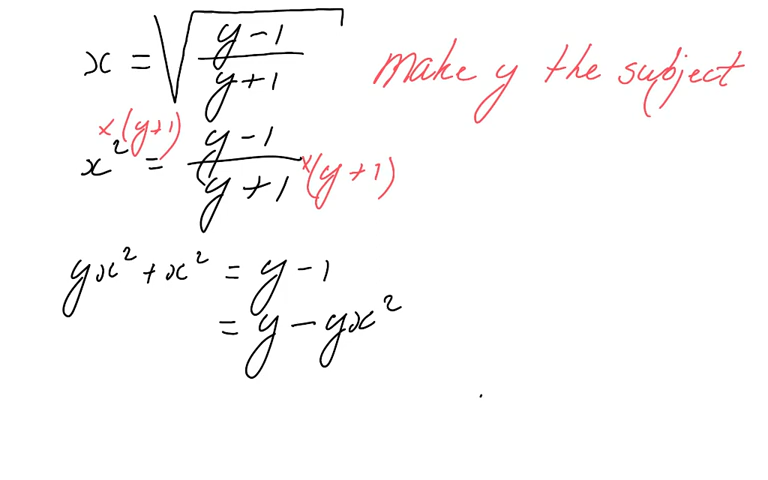 x = √((y-1)/(y+1)) make y the subject
×(y+1)
x² = (y-1)/(y+1) ×(y+1)
yx² + x² = y - 1
= y - yx²